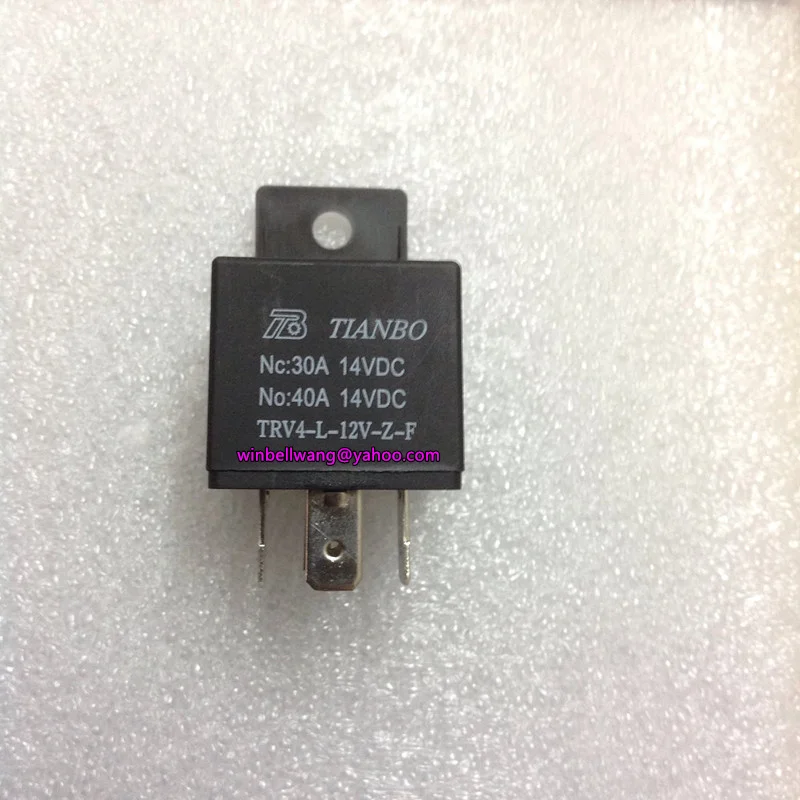 TB TIANBO
Nc:30A 14VDC
No:40A 14VDC
TRV4-L-12V-Z-F
winbellwang@yahoo.com